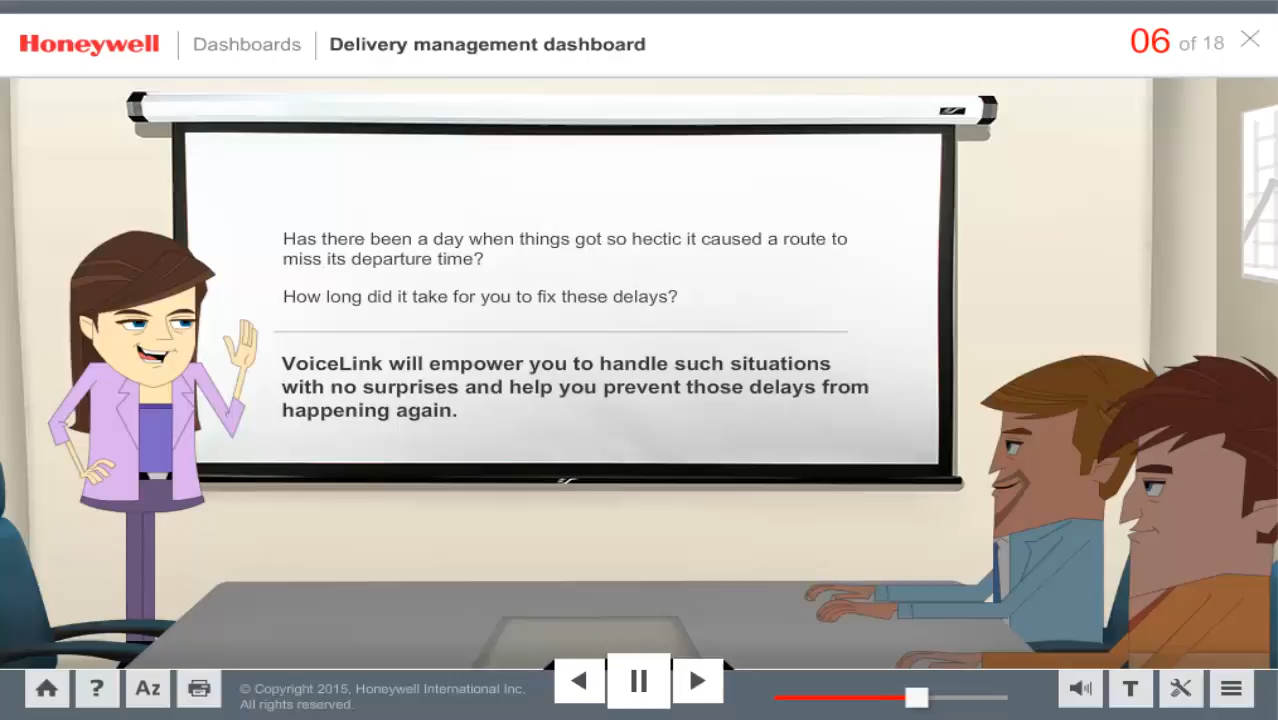 Honeywell
Dashboards
Delivery management dashboard
06 of 18
Has there been a day when things got so hectic it caused a route to
miss its departure time?
How long did it take for you to fix these delays?
VoiceLink will empower you to handle such situations
with no surprises and help you prevent those delays from
happening again.
?
Az
© Copyright 2015, Honeywell International Inc.
All rights reserved.
T